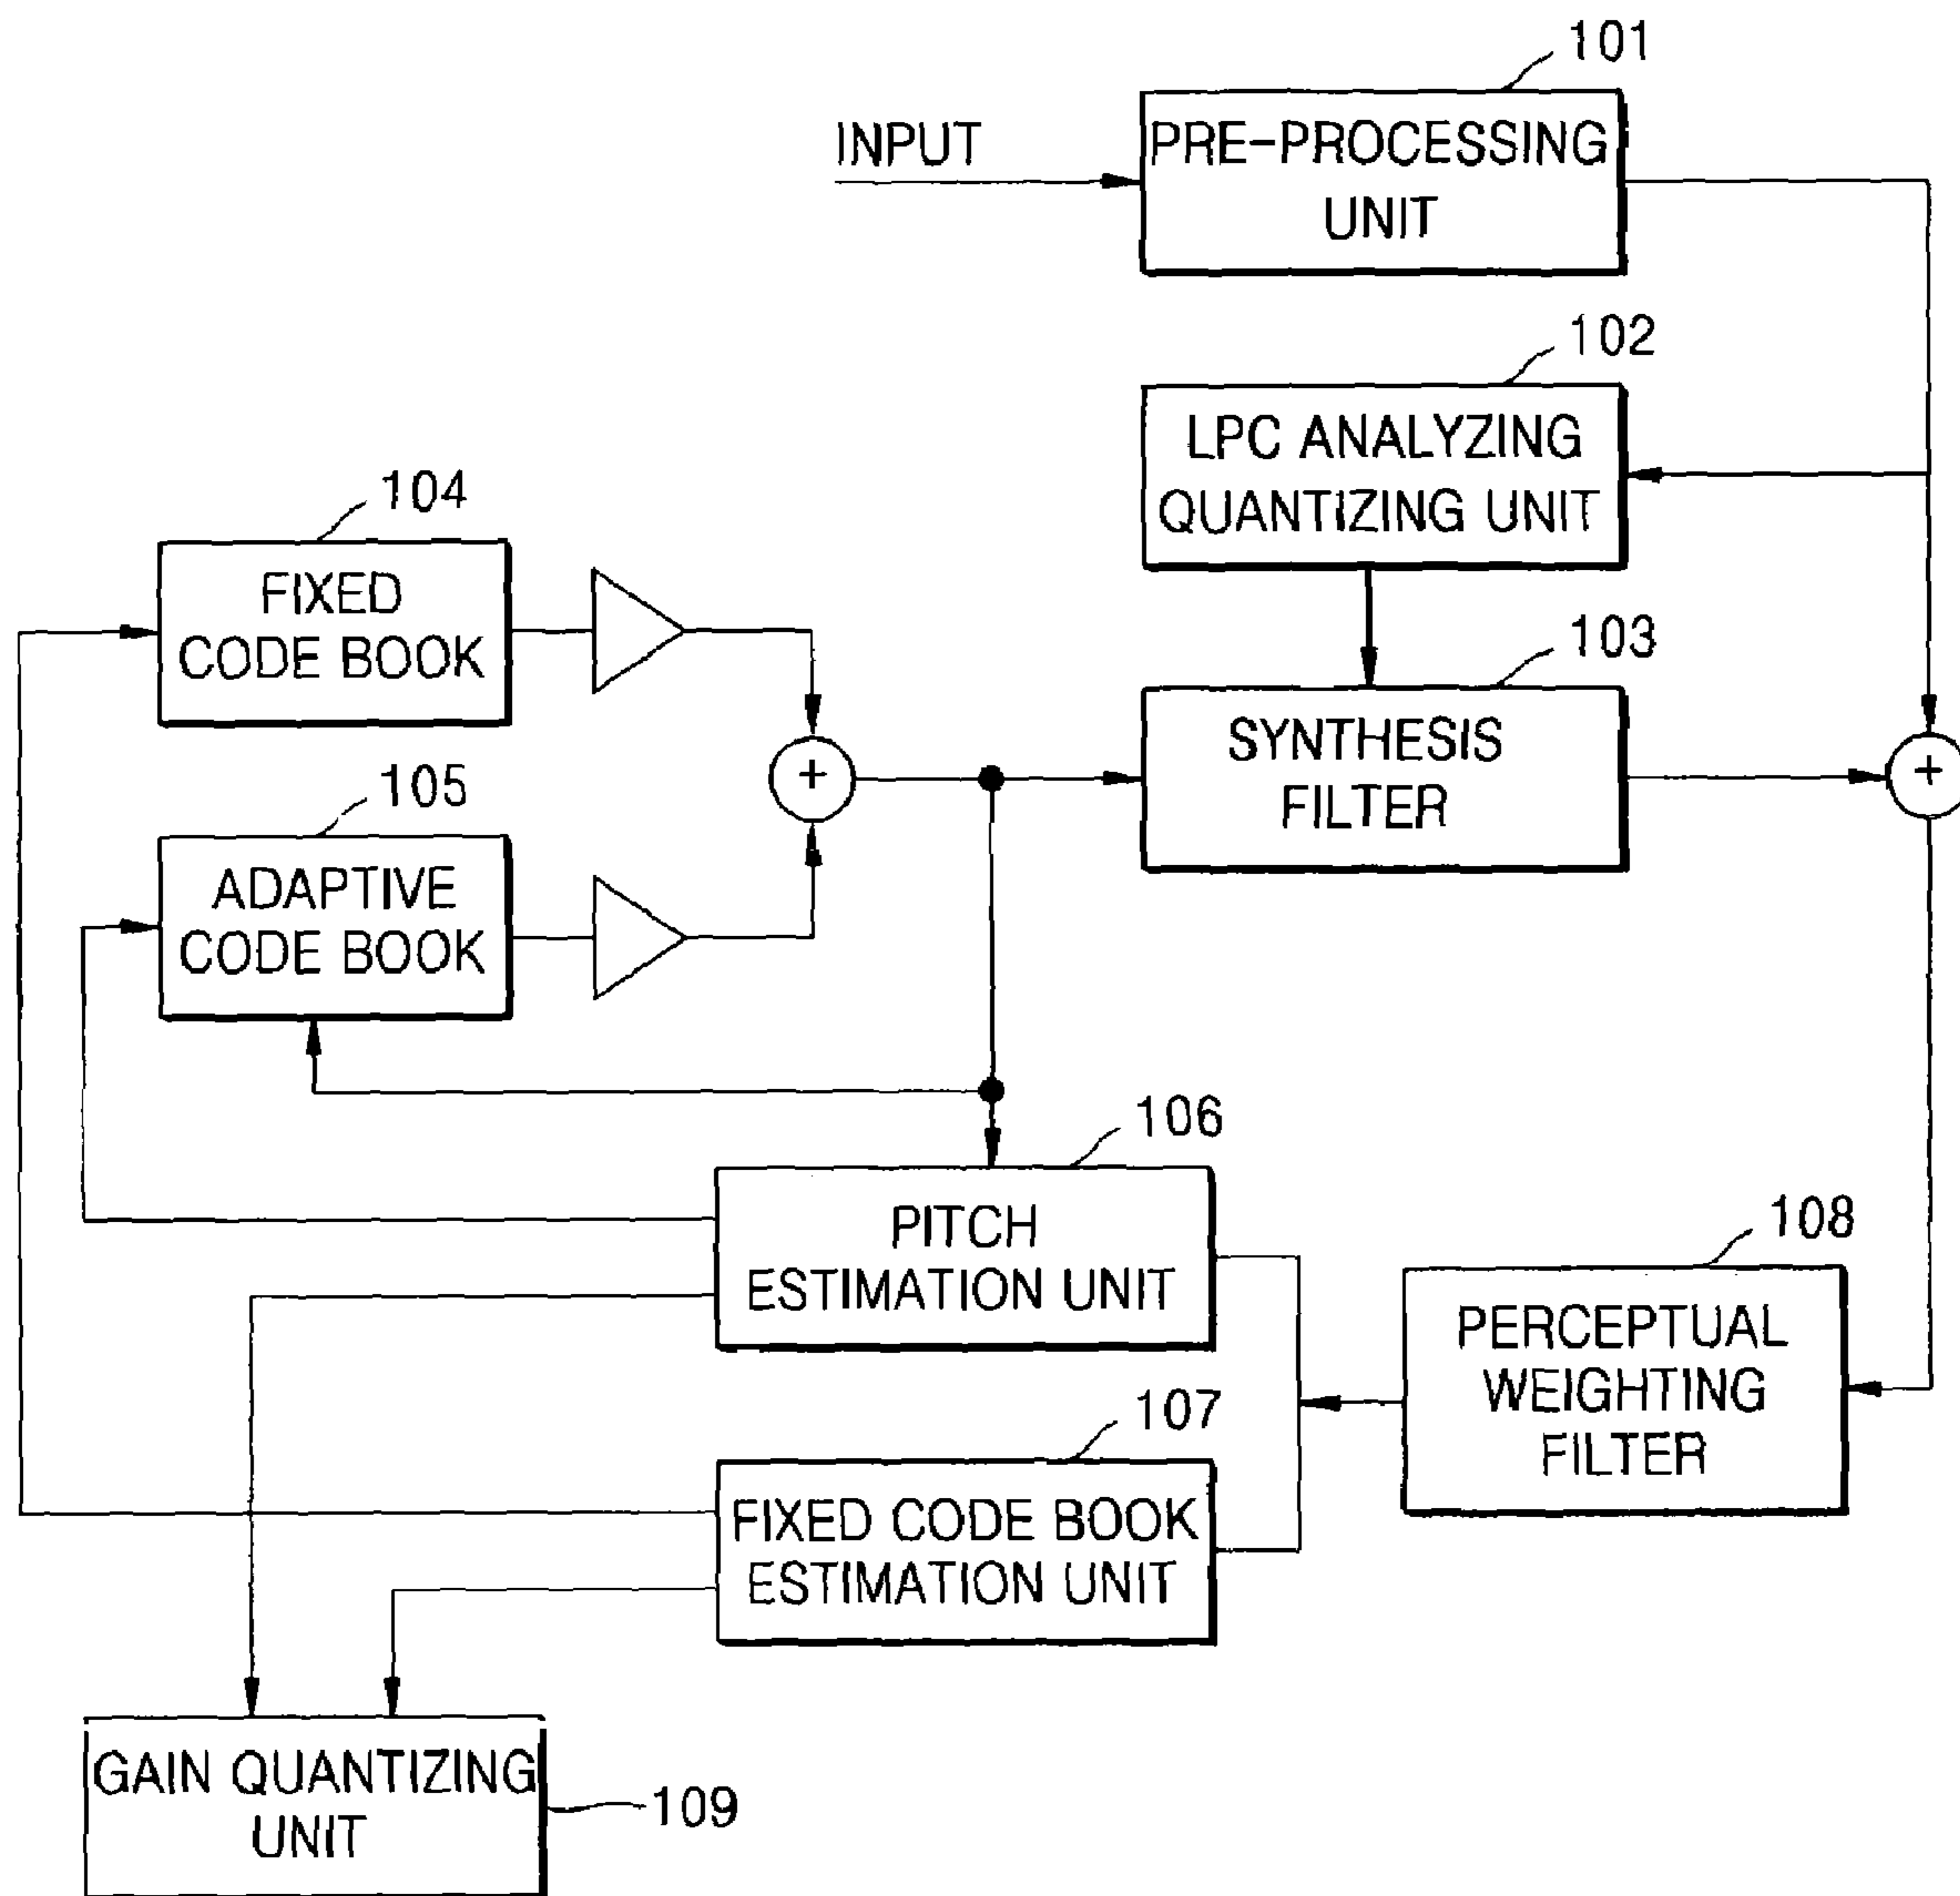 101
INPUT
PRE-PROCESSING
UNIT
102
LPC ANALYZING
QUANTIZING UNIT
104
FIXED
CODE BOOK
103
SYNTHESIS
FILTER
+
+
105
ADAPTIVE
CODE BOOK
106
PITCH
ESTIMATION UNIT
108
PERCEPTUAL
WEIGHTING
FILTER
107
FIXED CODE BOOK
ESTIMATION UNIT
GAIN QUANTIZING
UNIT
109